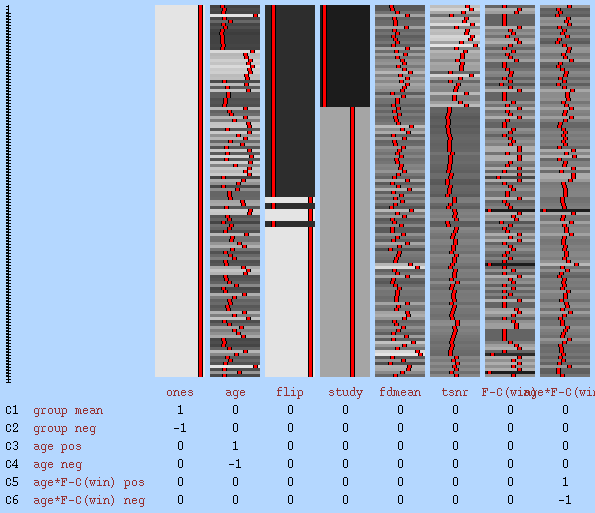 ones age flip study fdmean tsnr F-C(win) age*F-C(win)
C1 group mean 1 0 0 0 0 0 0 0
C2 group neg -1 0 0 0 0 0 0 0
C3 age pos 0 1 0 0 0 0 0 0
C4 age neg 0 -1 0 0 0 0 0 0
C5 age*F-C(win) pos 0 0 0 0 0 0 0 1
C6 age*F-C(win) neg 0 0 0 0 0 0 0 -1